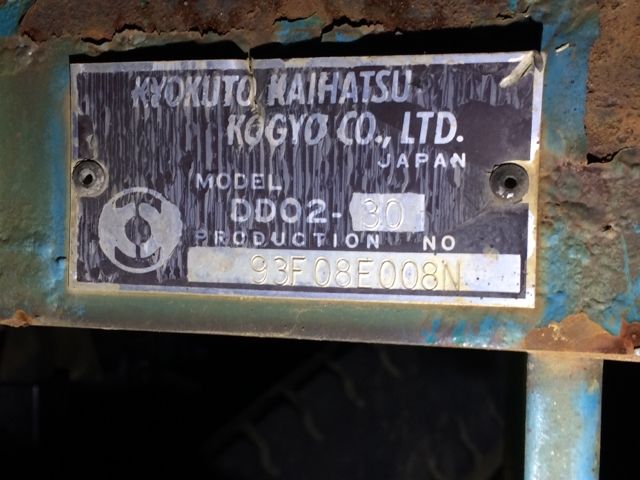 KYOKUTO KAIHATSU
KOGYO CO., LTD.
JAPAN
MODEL
DD02-30
PRODUCTION NO
93F08E008N